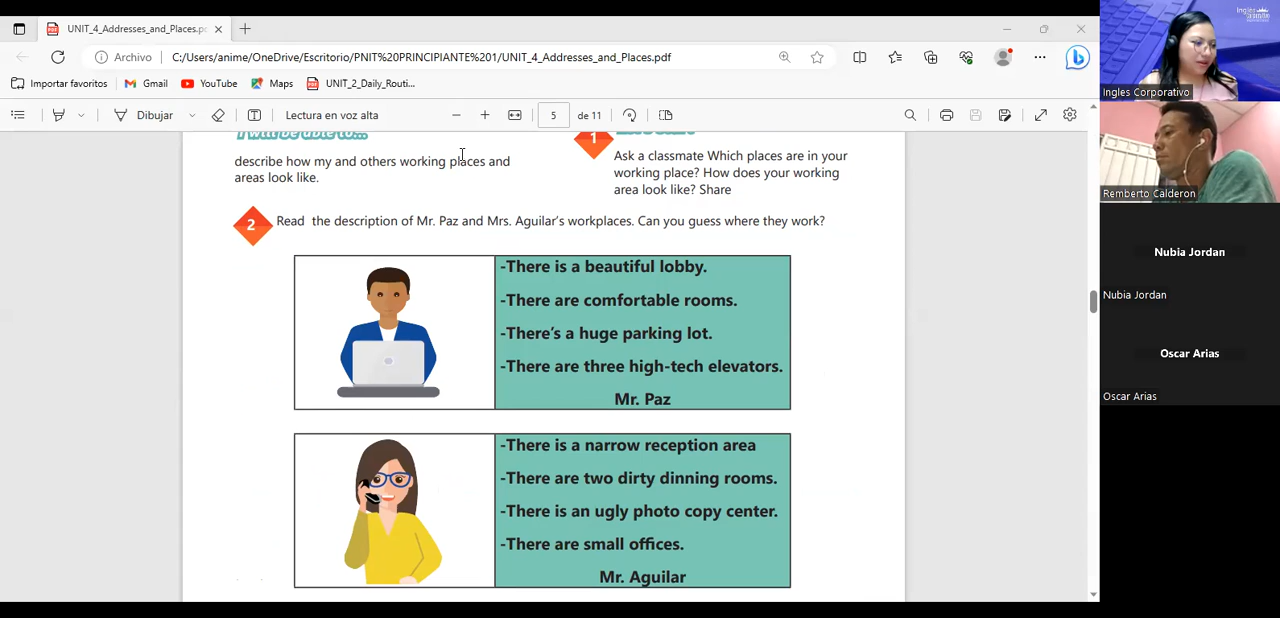 UNIT_4_Addresses_and_Places.pc
Archivo
C:/Users/anime/OneDrive/Escritorio/PNIT%20PRINCIPIANTE%201/UNIT_4_Addresses_and_Places.pdf
Importar favoritos
Gmail
YouTube
Maps
UNIT_2_Daily_Routi...
Dibujar
Lectura en voz alta
5
de 11
I will be able to...
describe how my and others working places and
areas look like.
1
Ask a classmate Which places are in your
working place? How does your working
area look like? Share
2
Read the description of Mr. Paz and Mrs. Aguilar's workplaces. Can you guess where they work?
-There is a beautiful lobby.
-There are comfortable rooms.
-There's a huge parking lot.
-There are three high-tech elevators.
Mr. Paz
-There is a narrow reception area
-There are two dirty dinning rooms.
-There is an ugly photo copy center.
-There are small offices.
Mr. Aguilar
Ingles Corporativo
Remberto Calderon
Nubia Jordan
Nubia Jordan
Oscar Arias
Oscar Arias